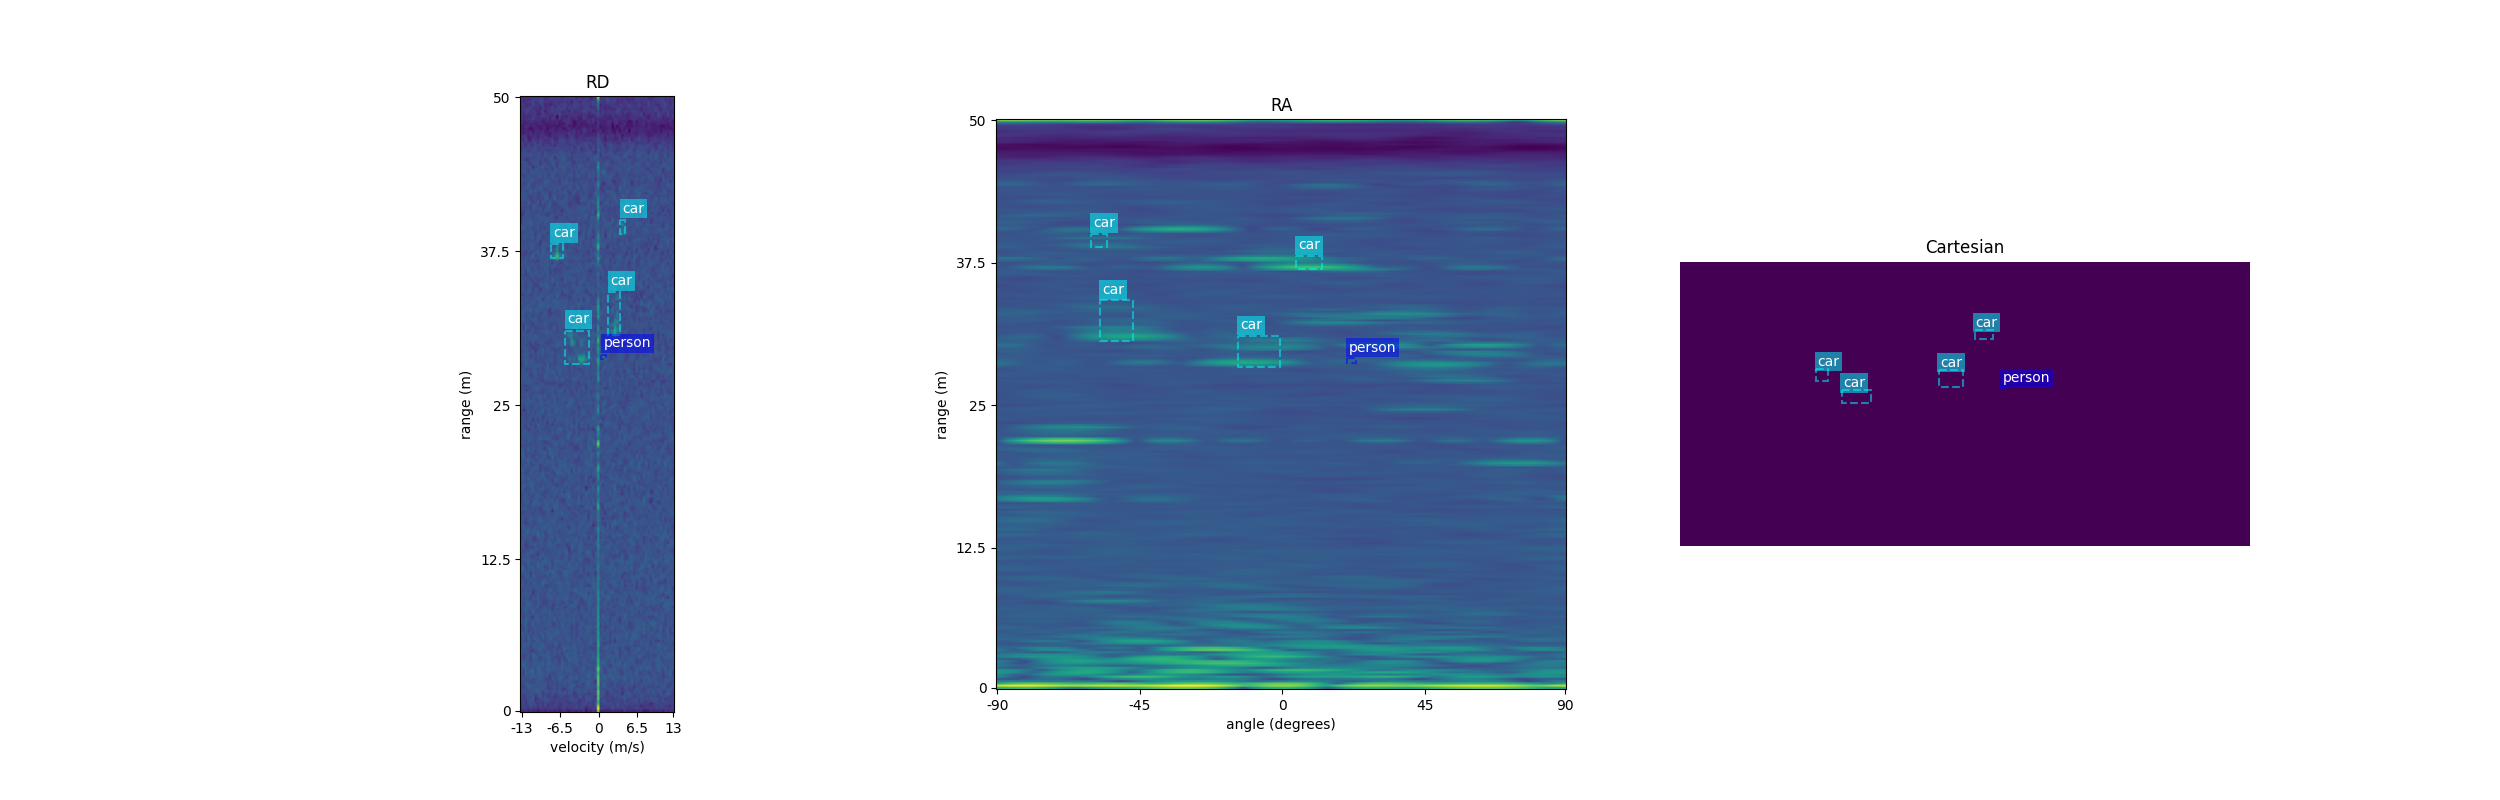 RD
50
37.5
25
12.5
0
range (m)
car
car
car
car
person
-13 -6.5 0 6.5 13
velocity (m/s)
RA
50
37.5
25
12.5
0
range (m)
car
car
car
car
person
-90 -45 0 45 90
angle (degrees)
Cartesian
car
car
car
car
person